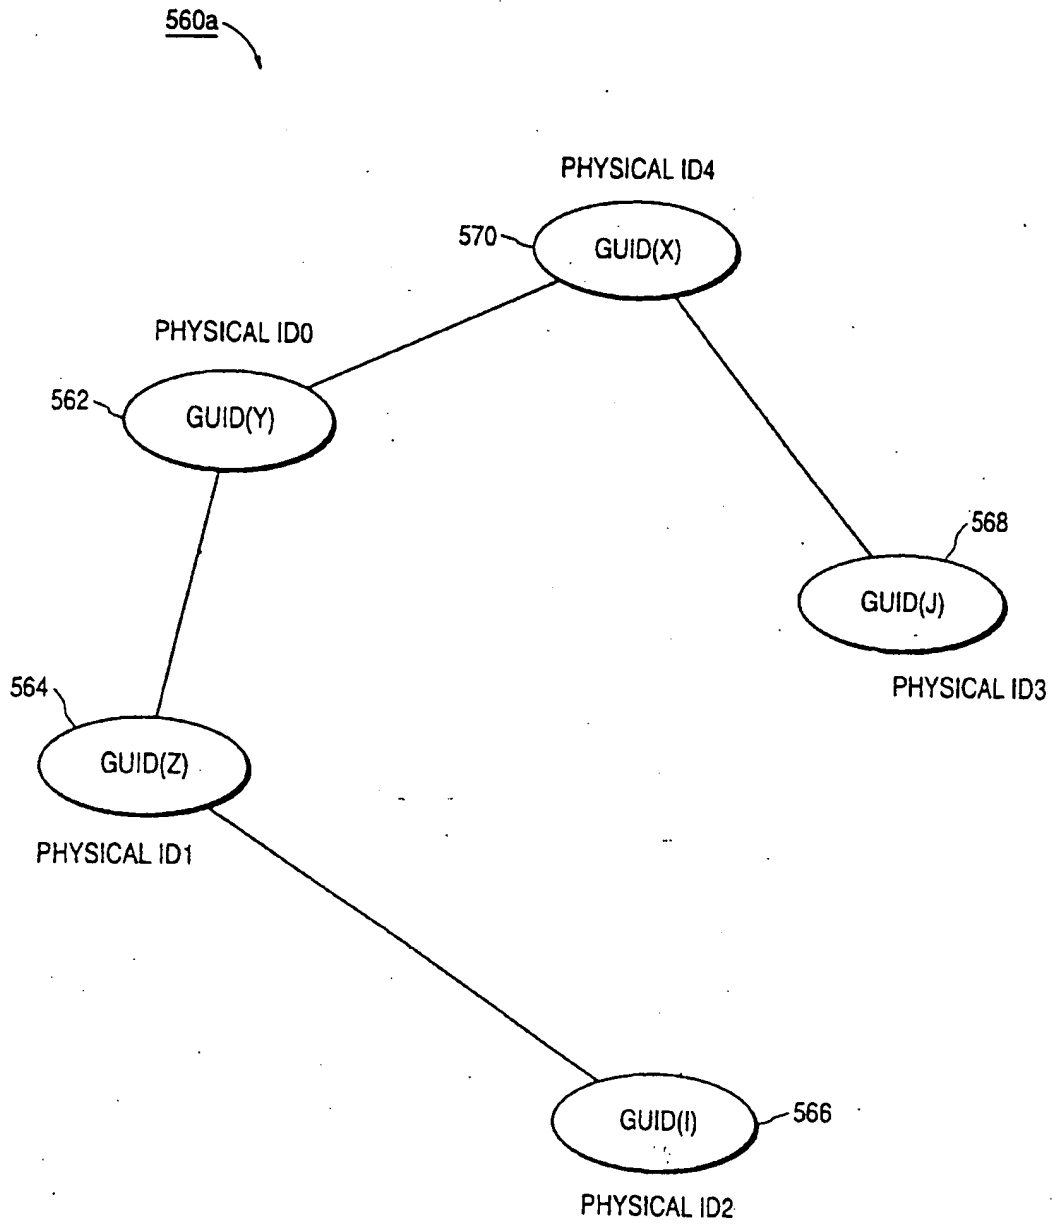 560a
PHYSICAL ID4
570
GUID(X)
PHYSICAL ID0
562
GUID(Y)
568
GUID(J)
PHYSICAL ID3
564
GUID(Z)
PHYSICAL ID1
GUID(I)
566
PHYSICAL ID2